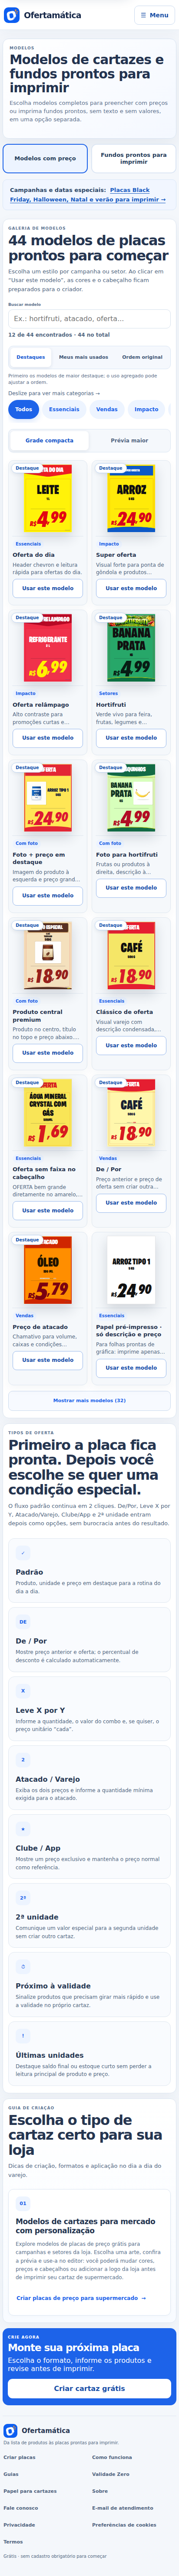 Ofertamática
☰ Menu
MODELOS
Modelos de cartazes e
fundos prontos para
imprimir
Escolha modelos completos para preencher com preços
ou imprima fundos prontos, sem texto e sem valores,
em uma opção separada.
Modelos com preço
Fundos prontos para
imprimir
Campanhas e datas especiais: Placas Black
Friday, Halloween, Natal e verão para imprimir →
GALERIA DE MODELOS
44 modelos de placas
prontos para começar
Escolha um estilo por campanha ou setor. Ao clicar em
“Usar este modelo”, as cores e o cabeçalho ficam
preparados para o criador.
Buscar modelo
Ex.: hortifruti, atacado, oferta...
12 de 44 encontrados · 44 no total
Destaques
Meus mais usados
Ordem original
Primeiro os modelos de maior destaque; o uso agregado pode
ajustar a ordem.
Deslize para ver mais categorias →
Todos
Essenciais
Vendas
Impacto
Grade compacta
Prévia maior
Destaque
LEITE
R$ 4,99
Essenciais
Oferta do dia
Header chevron e leitura
rápida para ofertas do dia.
Usar este modelo
Destaque
ARROZ
R$ 24,90
Impacto
Super oferta
Visual forte para ponta de
gôndola e produtos...
Usar este modelo
Destaque
REFRIGERANTE
2 L
R$ 6,99
Impacto
Oferta relâmpago
Alto contraste para
promoções curtas e...
Usar este modelo
Destaque
BANANA
PRATA
R$ 4,99
Setores
Hortifruti
Verde vivo para feira,
frutas, legumes e...
Usar este modelo
Destaque
ARROZ TIPO 1
R$ 24,90
Com foto
Foto + preço em
destaque
Imagem do produto à
esquerda e preço grand...
Usar este modelo
Destaque
BANANA
PRATA
R$ 4,99
Com foto
Foto para hortifruti
Frutas ou produtos à
direita, descrição à...
Usar este modelo
Destaque
R$ 18,90
Com foto
Produto central
premium
Produto no centro, título
no topo e preço abaixo...
Usar este modelo
Destaque
CAFÉ
R$ 18,90
Essenciais
Clássico de oferta
Visual varejo com
descrição condensada,...
Usar este modelo
Destaque
ÁGUA MINERAL
CRYSTAL COM
GÁS
R$ 1,69
Essenciais
Oferta sem faixa no
cabeçalho
OFERTA bem grande
diretamente no amarelo,...
Usar este modelo
Destaque
CAFÉ
R$ 18,90
Vendas
De / Por
Preço anterior e preço de
oferta sem criar outra...
Usar este modelo
Destaque
ÓLEO
R$ 5,79
Vendas
Preço de atacado
Chamativo para volume,
caixas e condições...
Usar este modelo
Destaque
ARROZ TIPO 1
R$ 24,90
Essenciais
Papel pré-impresso ·
só descrição e preço
Para folhas prontas de
gráfica: imprime apenas...
Usar este modelo
Mostrar mais modelos (32)
TIPOS DE OFERTA
Primeiro a placa fica
pronta. Depois você
escolhe se quer uma
condição especial.
O fluxo padrão continua em 2 cliques. De/Por, Leve X por
Y, Atacado/Varejo, Clube/App e 2ª unidade entram
depois como opções, sem burocracia antes do resultado.
✓
Padrão
Produto, unidade e preço em destaque para a rotina do
dia a dia.
DE
De / Por
Mostre preço anterior e oferta; o percentual de
desconto é calculado automaticamente.
X
Leve X por Y
Informe a quantidade, o valor do combo e, se quiser, o
preço unitário “cada”.
2
Atacado / Varejo
Exiba os dois preços e informe a quantidade mínima
exigida para o atacado.
★
Clube / App
Mostre um preço exclusivo e mantenha o preço normal
como referência.
2ª
2ª unidade
Comunique um valor especial para a segunda unidade
sem criar outro cartaz.
Próximo à validade
Sinalize produtos que precisam girar mais rápido e use
a validade no próprio cartaz.
!
Últimas unidades
Destaque saldo final ou estoque curto sem perder a
leitura principal de produto e preço.
GUIA DE CRIAÇÃO
Escolha o tipo de
cartaz certo para sua
loja
Dicas de criação, formatos e aplicação no dia a dia do
varejo.
01
Modelos de cartazes para mercado
com personalização
Explore modelos de placas de preço grátis para
campanhas e setores da loja. Escolha uma arte, confira
a prévia e use-a no editor: você poderá mudar cores,
preços e cabeçalhos ou adicionar a logo da loja antes
de imprimir seu cartaz de supermercado.
Criar placas de preço para supermercado →
CRIE AGORA
Monte sua próxima placa
Escolha o formato, informe os produtos e
revise antes de imprimir.
Criar cartaz grátis
Ofertamática
Da lista de produtos às placas prontas para imprimir.
Criar placas
Como funciona
Guias
Validade Zero
Papel para cartazes
Sobre
Fale conosco
E-mail de atendimento
Privacidade
Preferências de cookies
Termos
Grátis · sem cadastro obrigatório para começar